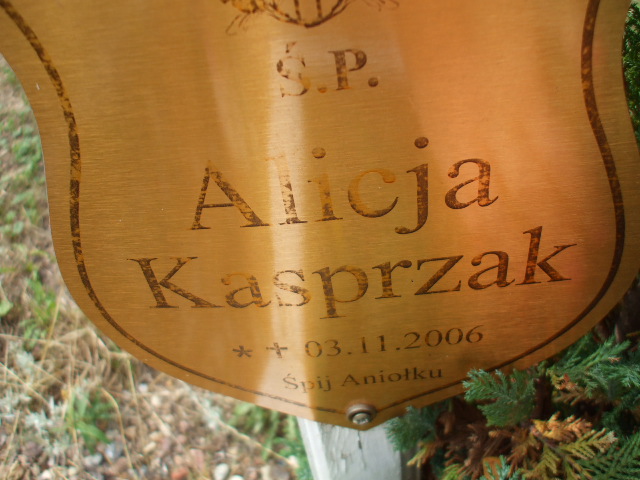 Ś.P.
Alicja
Kasprzak
* + 03.11.2006
Śpij Aniołku